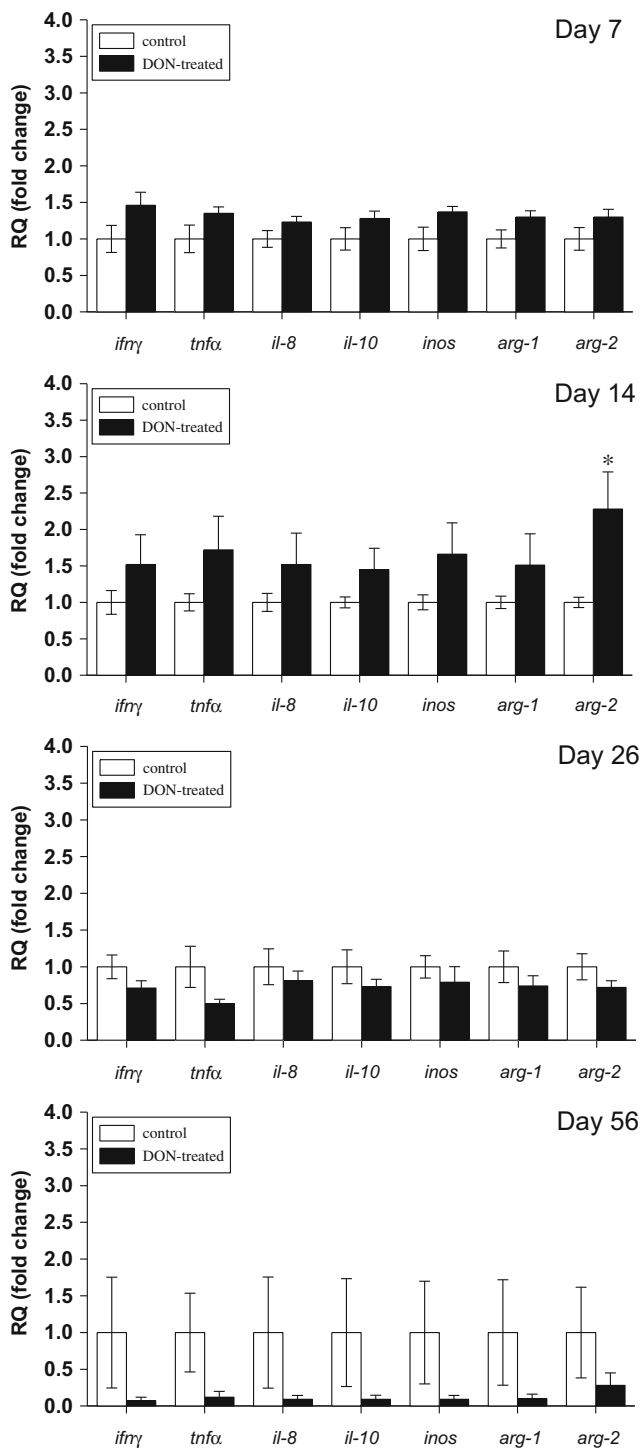 Day 7
control
DON-treated
RQ (fold change)
4.0
3.5
3.0
2.5
2.0
1.5
1.0
0.5
0.0
ifnγ tnfα il-8 il-10 inos arg-1 arg-2
Day 14
control
DON-treated
RQ (fold change)
4.0
3.5
3.0
2.5
2.0
1.5
1.0
0.5
0.0
*
ifnγ tnfα il-8 il-10 inos arg-1 arg-2
Day 26
control
DON-treated
RQ (fold change)
4.0
3.5
3.0
2.5
2.0
1.5
1.0
0.5
0.0
ifnγ tnfα il-8 il-10 inos arg-1 arg-2
Day 56
control
DON-treated
RQ (fold change)
4.0
3.5
3.0
2.5
2.0
1.5
1.0
0.5
0.0
ifnγ tnfα il-8 il-10 inos arg-1 arg-2